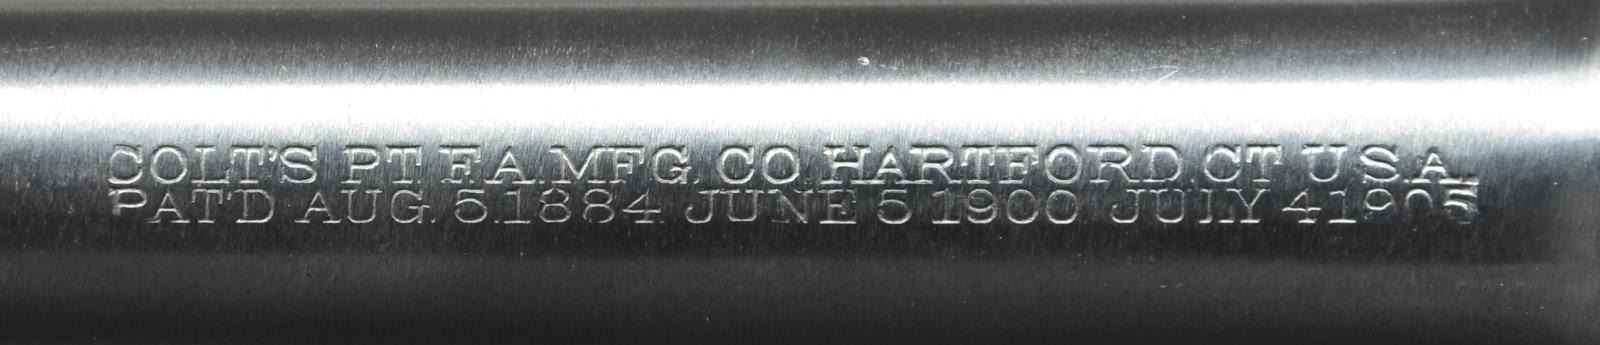 COLT'S PT. F.A. MFG. CO. HARTFORD. CT. U.S.A.
PAT'D AUG. 5.1884 JUNE 5 1900 JULY 4 1905